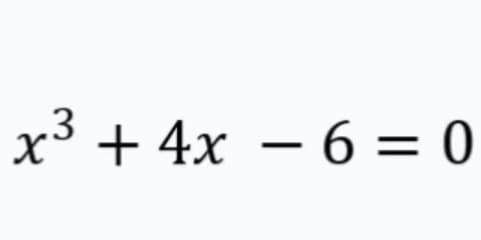 x³ + 4x − 6 = 0